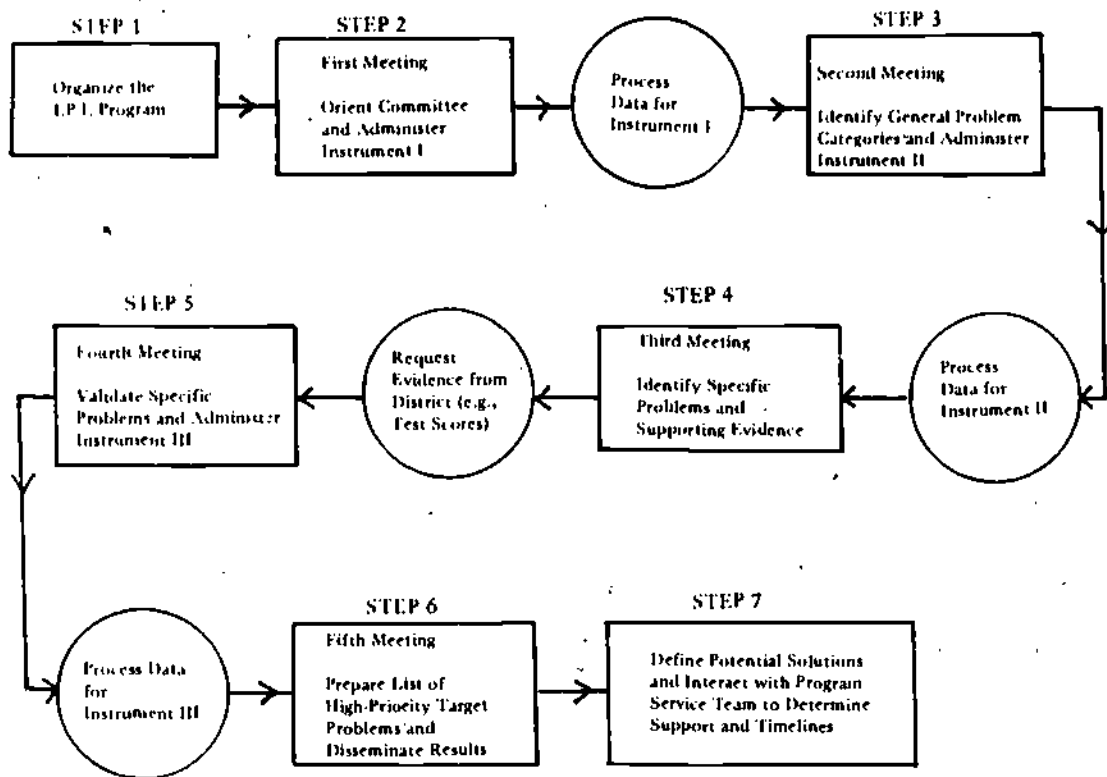 STEP 1
Organize the
Program
STEP 2
First Meeting
Orient Committee
and Administer
Instrument I
Process
Data for
Instrument I
STEP 3
Second Meeting
Identify General Problem
Categories and Administer
Instrument II
Process
Data for
Instrument II
STEP 4
Third Meeting
Identify Specific
Problems and
Supporting Evidence
Request
Evidence from
District (e.g.,
Test Scores)
STEP 5
Fourth Meeting
Validate Specific
Problems and Administer
Instrument III
Process Data
for
Instrument III
STEP 6
Fifth Meeting
Prepare List of
High-Priority Target
Problems and
Disseminate Results
STEP 7
Define Potential Solutions
and Interact with Program
Service Team to Determine
Support and Timelines